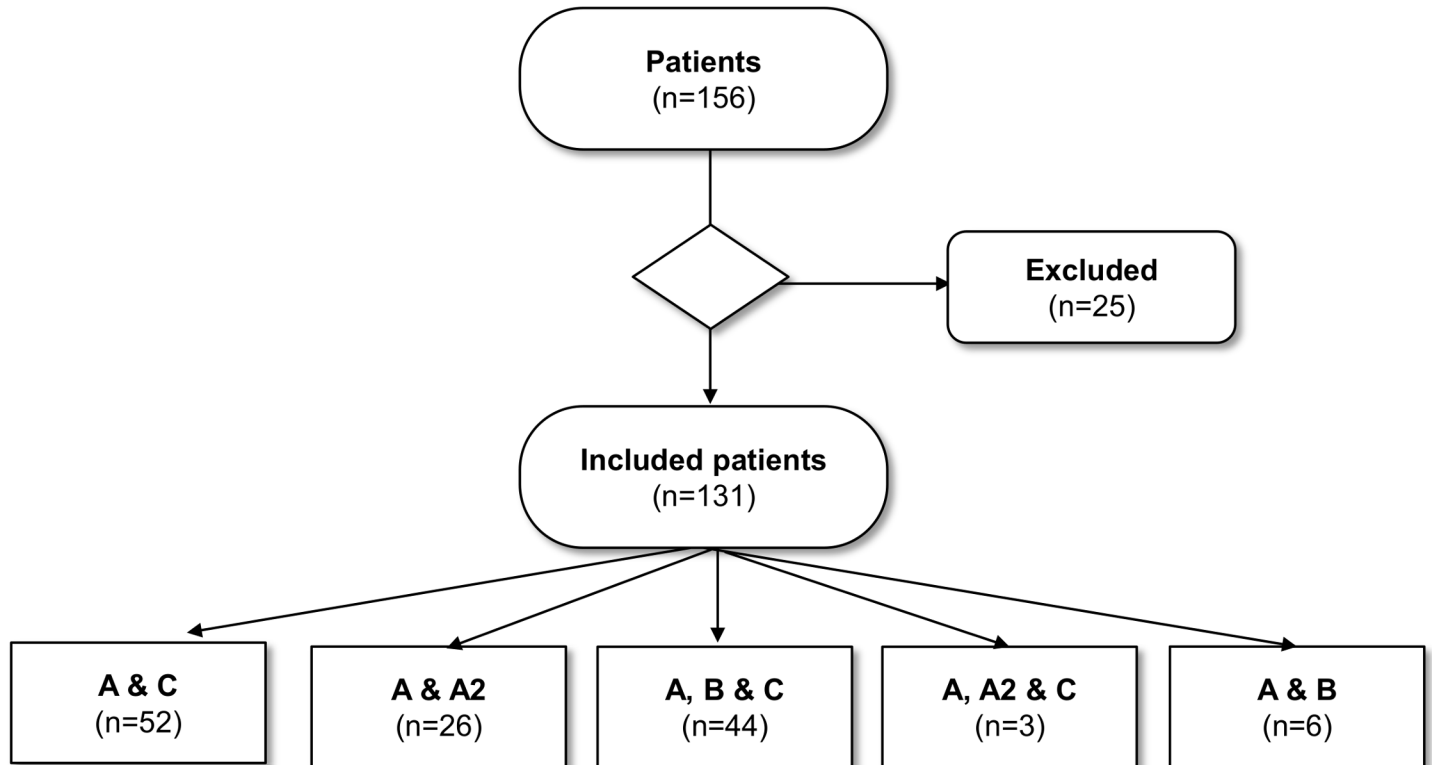 Patients
(n=156)
Excluded
(n=25)
Included patients
(n=131)
A & C
(n=52)
A & A2
(n=26)
A, B & C
(n=44)
A, A2 & C
(n=3)
A & B
(n=6)